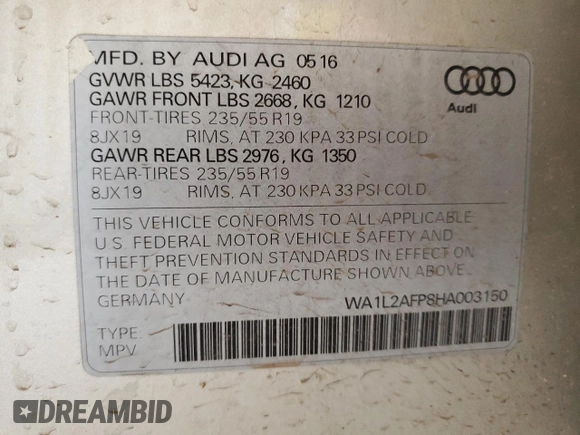 MFD. BY AUDI AG 05 16
GVWR LBS 5423, KG 2460
GAWR FRONT LBS 2668, KG 1210
FRONT-TIRES 235/55 R19
8JX19 RIMS, AT 230 KPA 33 PSI COLD
GAWR REAR LBS 2976, KG 1350
REAR-TIRES 235/55 R19
8JX19 RIMS, AT 230 KPA 33 PSI COLD
Audi
THIS VEHICLE CONFORMS TO ALL APPLICABLE
U.S. FEDERAL MOTOR VEHICLE SAFETY AND
THEFT PREVENTION STANDARDS IN EFFECT ON
THE DATE OF MANUFACTURE SHOWN ABOVE.
GERMANY WA1L2AFP8HA003150
TYPE
MPV
DREAMBID